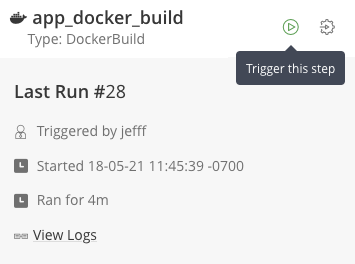 app_docker_build
Type: DockerBuild
Trigger this step
Last Run #28
Triggered by jefff
Started 18-05-21 11:45:39 -0700
Ran for 4m
View Logs